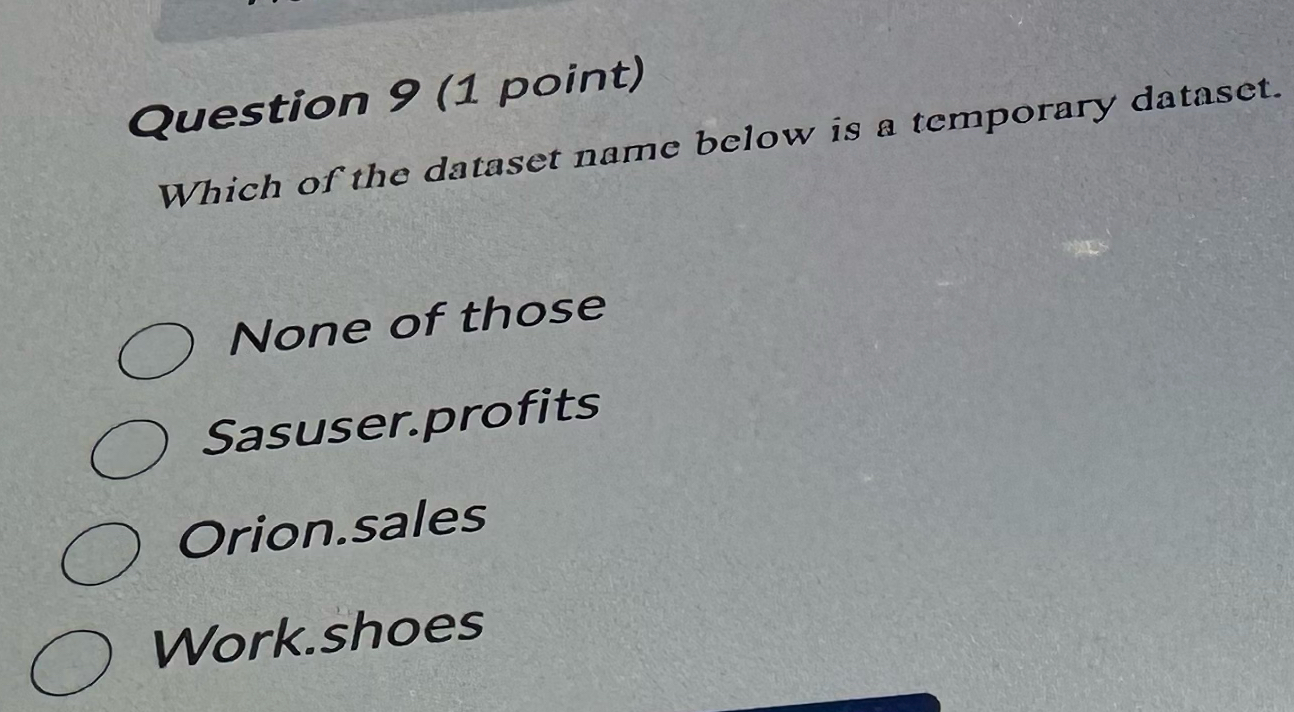 Question 9 (1 point)
Which of the dataset name below is a temporary dataset.
None of those
Sasuser.profits
Orion.sales
Work.shoes